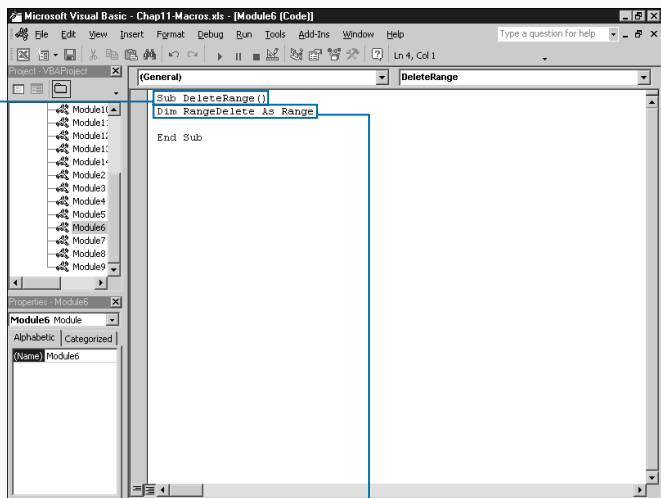 Microsoft Visual Basic - Chap11-Macros.xls - [Module6 (Code)]
File Edit View Insert Format Debug Run Tools Add-Ins Window Help
Type a question for help
Ln 4, Col 1
Project - VBAProject
(General)
DeleteRange
Module2
Module3
Module4
Module5
Module6
Module7
Module8
Module9
Sub DeleteRange()
Dim RangeDelete As Range
End Sub
Properties - Module6
Module6 Module
Alphabetic Categorized
(Name) Module6